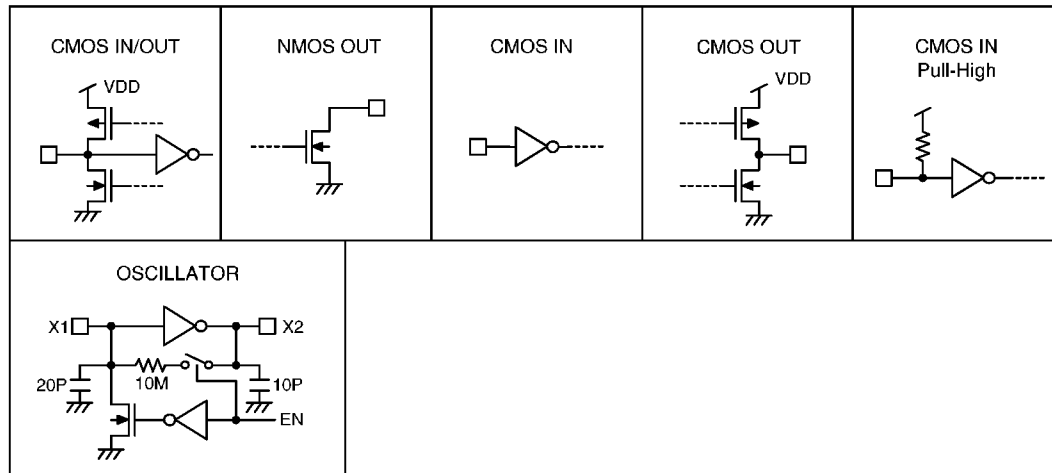 CMOS IN/OUT
VDD
NMOS OUT
CMOS IN
CMOS OUT
VDD
CMOS IN
Pull-High
OSCILLATOR
X1
X2
20P
10M
10P
EN